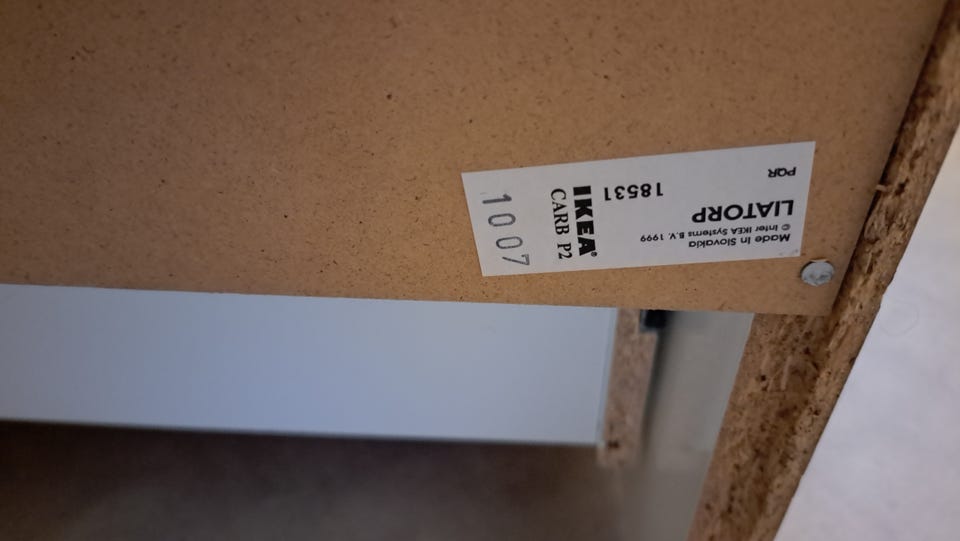 Made in Slovakia
© Inter IKEA Systems B.V. 1999
LIATORP
18531
PQR
IKEA®
CARB P2
1007